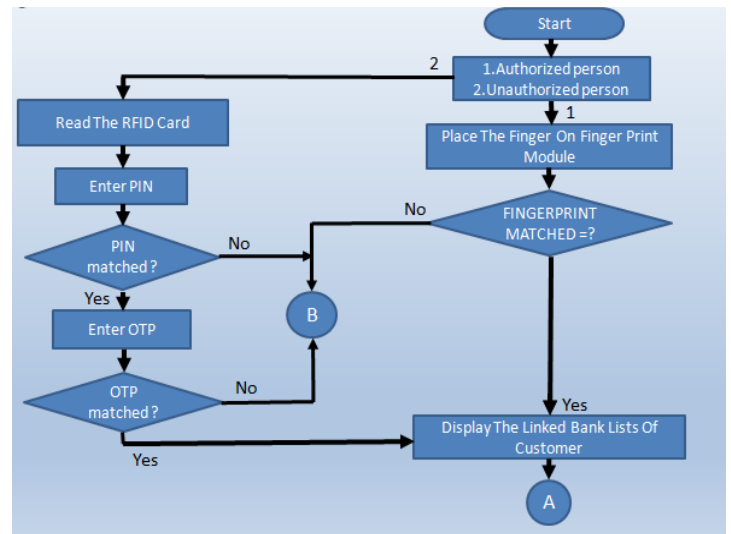 Start
2
1.Authorized person
2.Unauthorized person
1
Read The RFID Card
Place The Finger On Finger Print
Module
Enter PIN
No
FINGERPRINT
MATCHED =?
PIN
matched ?
No
Yes
B
Enter OTP
OTP
matched ?
No
Yes
Display The Linked Bank Lists Of
Customer
Yes
A